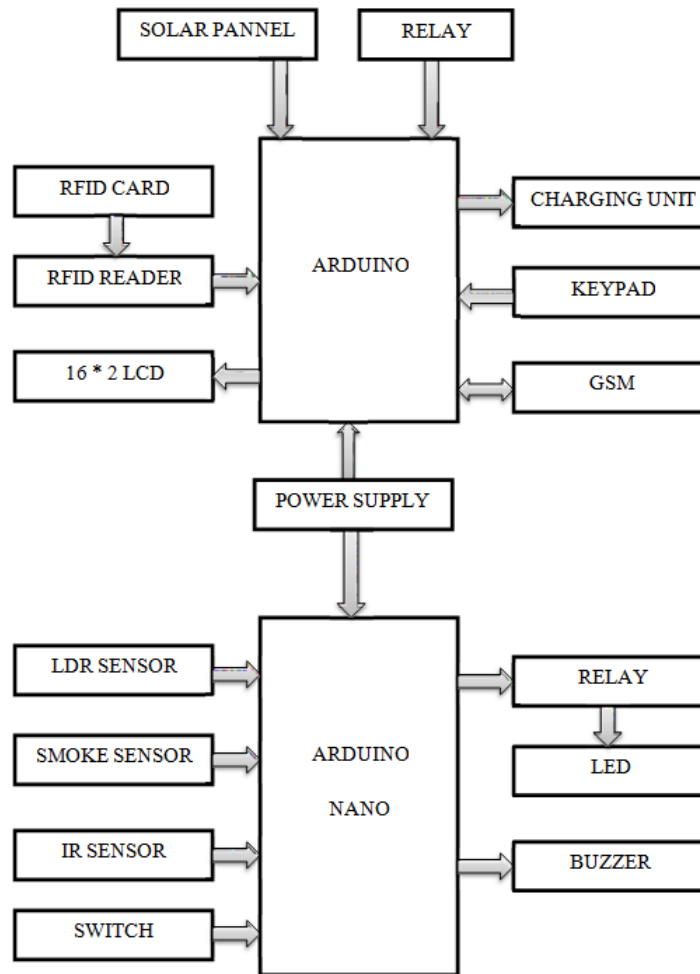 SOLAR PANNEL
RELAY
RFID CARD
CHARGING UNIT
ARDUINO
RFID READER
KEYPAD
16 * 2 LCD
GSM
POWER SUPPLY
LDR SENSOR
RELAY
SMOKE SENSOR
ARDUINO
LED
NANO
IR SENSOR
BUZZER
SWITCH